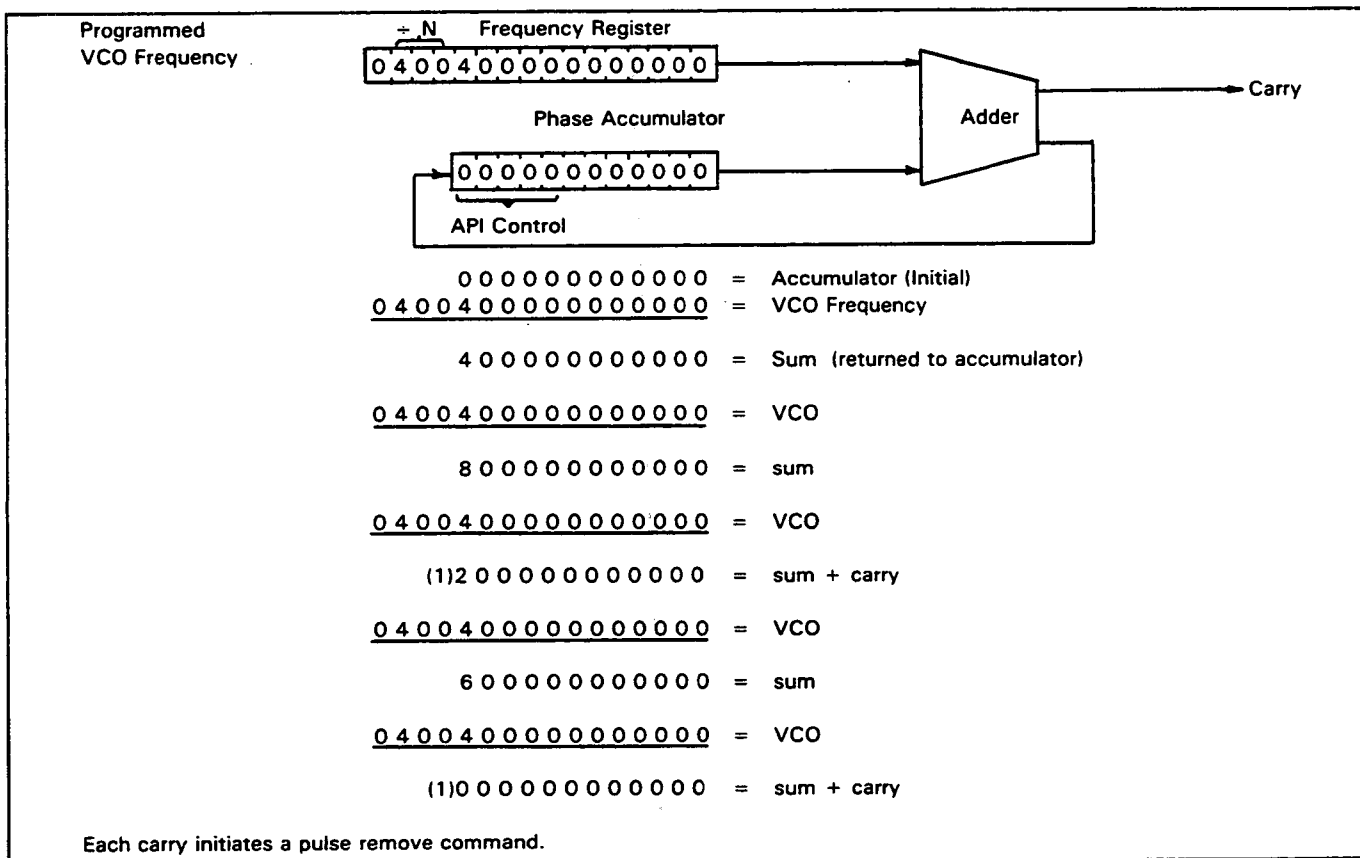 Programmed
VCO Frequency
÷ N Frequency Register
0 4 0 0 4 0 0 0 0 0 0 0 0 0 0 0
Carry
Phase Accumulator
Adder
0 0 0 0 0 0 0 0 0 0 0 0
API Control
0 0 0 0 0 0 0 0 0 0 0 0 = Accumulator (Initial)
0 4 0 0 4 0 0 0 0 0 0 0 0 0 0 0 = VCO Frequency
4 0 0 0 0 0 0 0 0 0 0 0 = Sum (returned to accumulator)
0 4 0 0 4 0 0 0 0 0 0 0 0 0 0 0 = VCO
8 0 0 0 0 0 0 0 0 0 0 0 = sum
0 4 0 0 4 0 0 0 0 0 0 0 0 0 0 0 = VCO
(1)2 0 0 0 0 0 0 0 0 0 0 0 = sum + carry
0 4 0 0 4 0 0 0 0 0 0 0 0 0 0 0 = VCO
6 0 0 0 0 0 0 0 0 0 0 0 = sum
0 4 0 0 4 0 0 0 0 0 0 0 0 0 0 0 = VCO
(1)0 0 0 0 0 0 0 0 0 0 0 0 = sum + carry
Each carry initiates a pulse remove command.